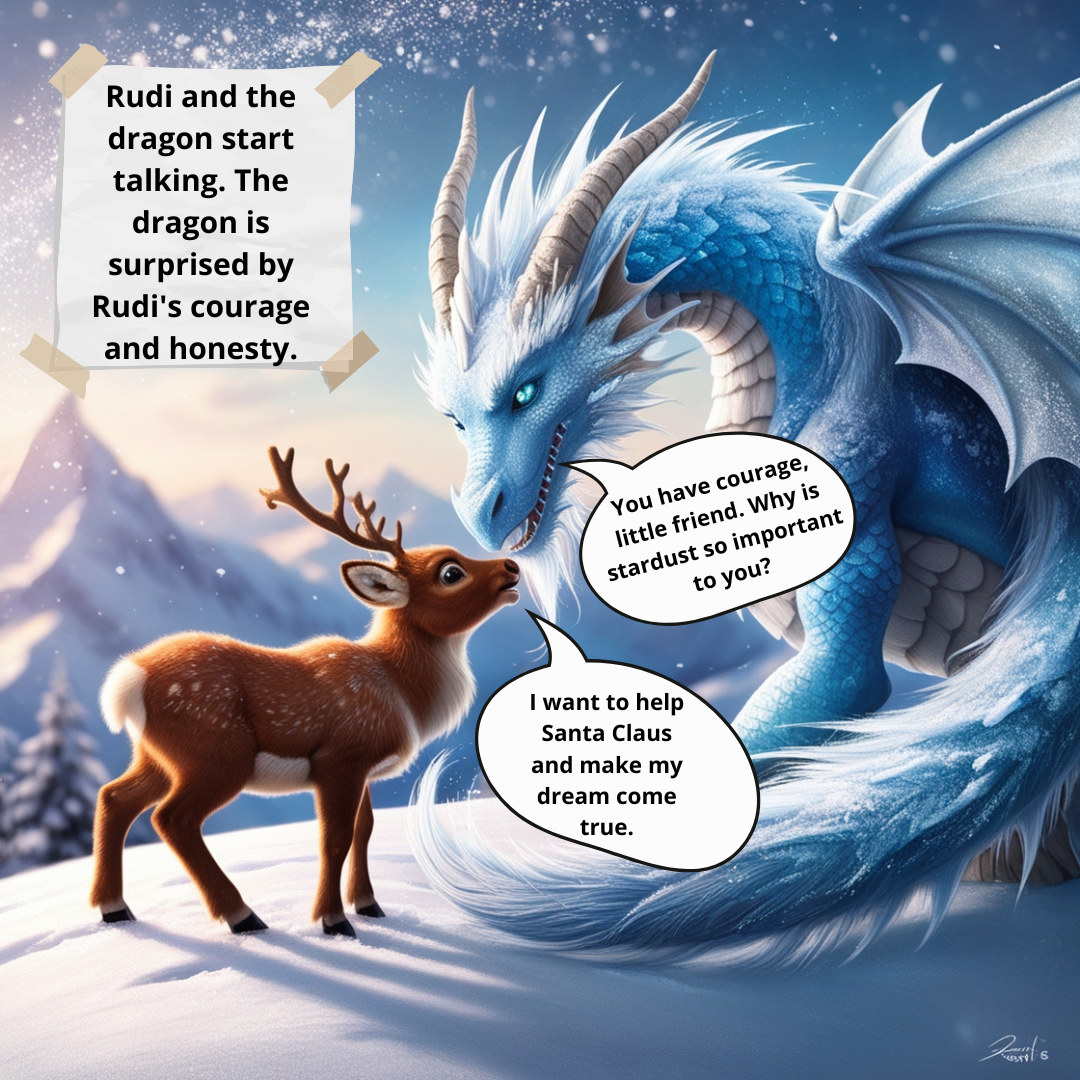 Rudi and the
dragon start
talking. The
dragon is
surprised by
Rudi's courage
and honesty.
You have courage,
little friend. Why is
stardust so important
to you?
I want to help
Santa Claus
and make my
dream come
true.